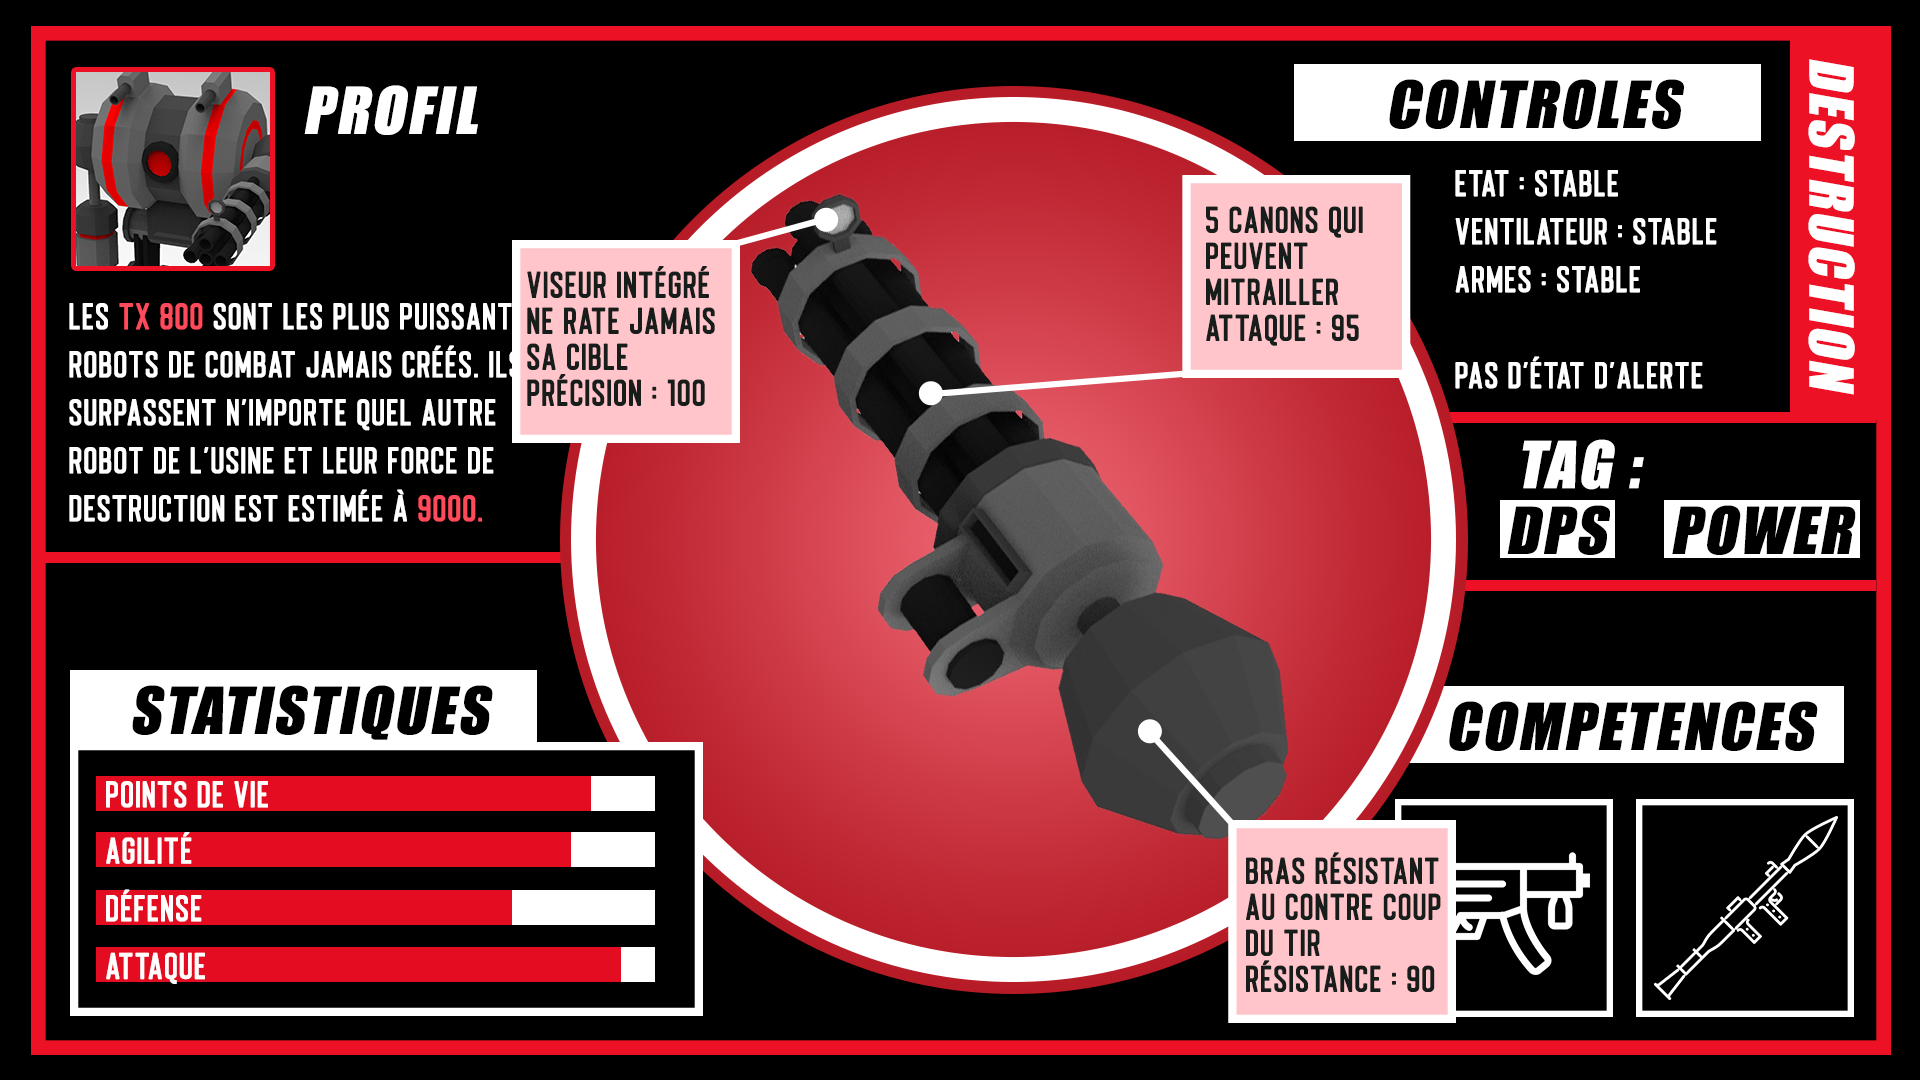 PROFIL
LES TX 800 SONT LES PLUS PUISSANT
ROBOTS DE COMBAT JAMAIS CRÉÉS. ILS
SURPASSENT N'IMPORTE QUEL AUTRE
ROBOT DE L'USINE ET LEUR FORCE DE
DESTRUCTION EST ESTIMÉE À 9000.
VISEUR INTÉGRÉ
NE RATE JAMAIS
SA CIBLE
PRÉCISION : 100
5 CANONS QUI
PEUVENT
MITRAILLER
ATTAQUE : 95
CONTROLES
ETAT : STABLE
VENTILATEUR : STABLE
ARMES : STABLE
PAS D'ÉTAT D'ALERTE
DESTRUCTION
TAG :
DPS POWER
STATISTIQUES
POINTS DE VIE
AGILITÉ
DÉFENSE
ATTAQUE
BRAS RÉSISTANT
AU CONTRE COUP
DU TIR
RÉSISTANCE : 90
COMPETENCES